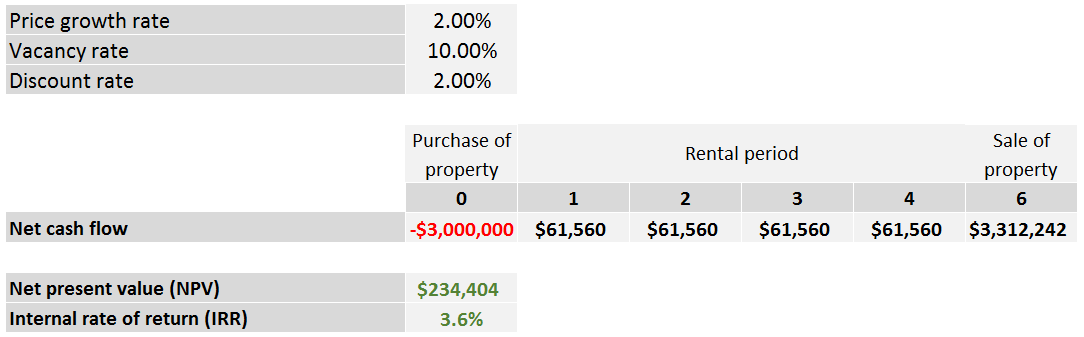 Price growth rate 2.00%
Vacancy rate 10.00%
Discount rate 2.00%
Purchase of property Rental period Sale of property
0 1 2 3 4 6
Net cash flow -$3,000,000 $61,560 $61,560 $61,560 $61,560 $3,312,242
Net present value (NPV) $234,404
Internal rate of return (IRR) 3.6%